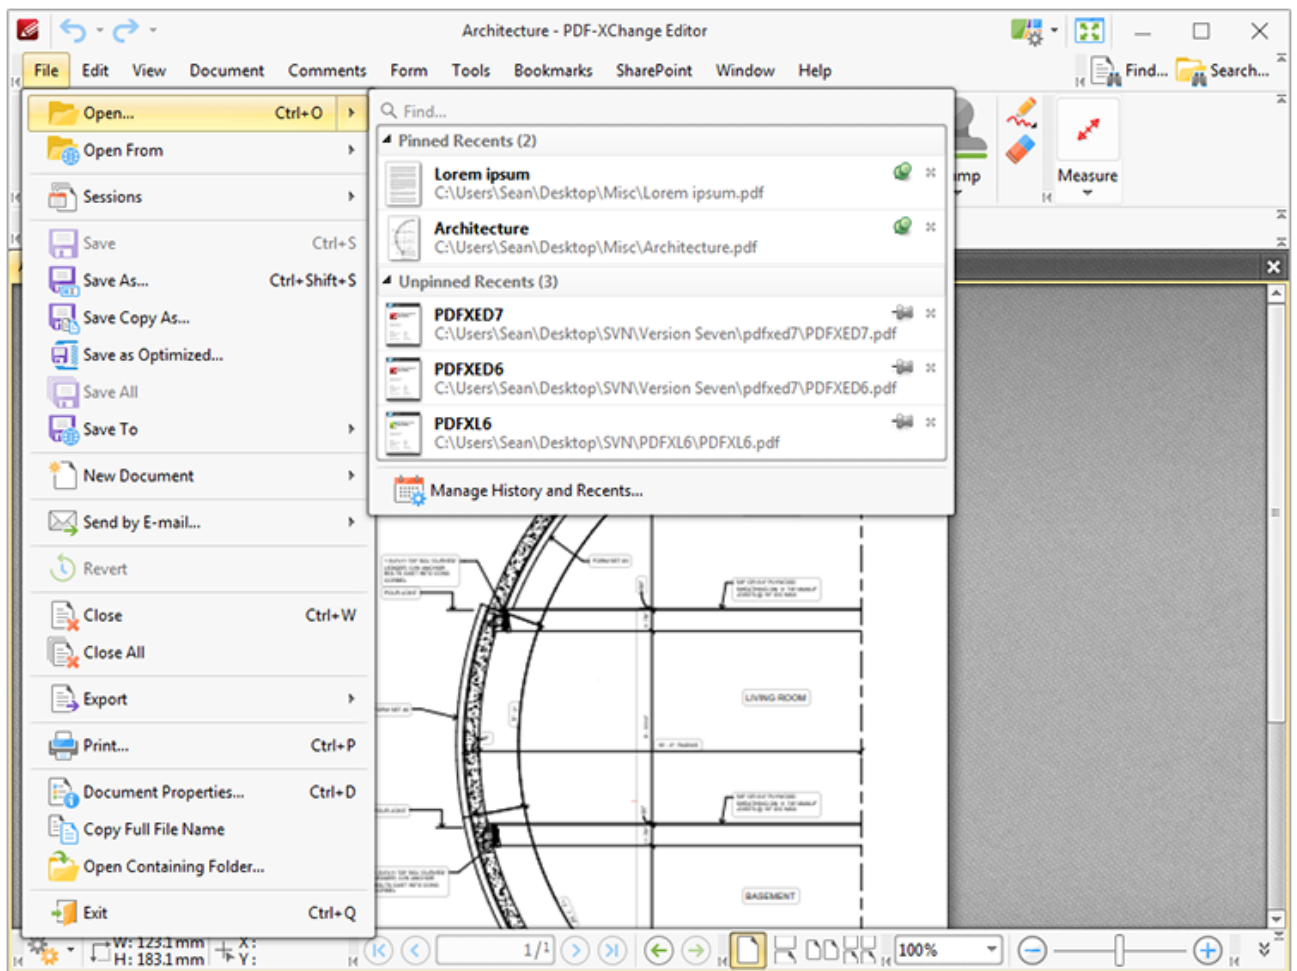 Architecture - PDF-XChange Editor
File Edit View Document Comments Form Tools Bookmarks SharePoint Window Help
Find... Search...
Open... Ctrl+O
Open From
Sessions
Save Ctrl+S
Save As... Ctrl+Shift+S
Save Copy As...
Save as Optimized...
Save All
Save To
New Document
Send by E-mail...
Revert
Close Ctrl+W
Close All
Export
Print... Ctrl+P
Document Properties... Ctrl+D
Copy Full File Name
Open Containing Folder...
Exit Ctrl+Q
Find...
Pinned Recents (2)
Lorem ipsum
C:\Users\Sean\Desktop\Misc\Lorem ipsum.pdf
Architecture
C:\Users\Sean\Desktop\Misc\Architecture.pdf
Unpinned Recents (3)
PDFXED7
C:\Users\Sean\Desktop\SVN\Version Seven\pdfxed7\PDFXED7.pdf
PDFXED6
C:\Users\Sean\Desktop\SVN\Version Seven\pdfxed7\PDFXED6.pdf
PDFXL6
C:\Users\Sean\Desktop\SVN\PDFXL6\PDFXL6.pdf
Manage History and Recents...
mp
Measure
LIVING ROOM
BASEMENT
W: 123.1 mm
H: 183.1 mm
X:
Y:
1/1
100%